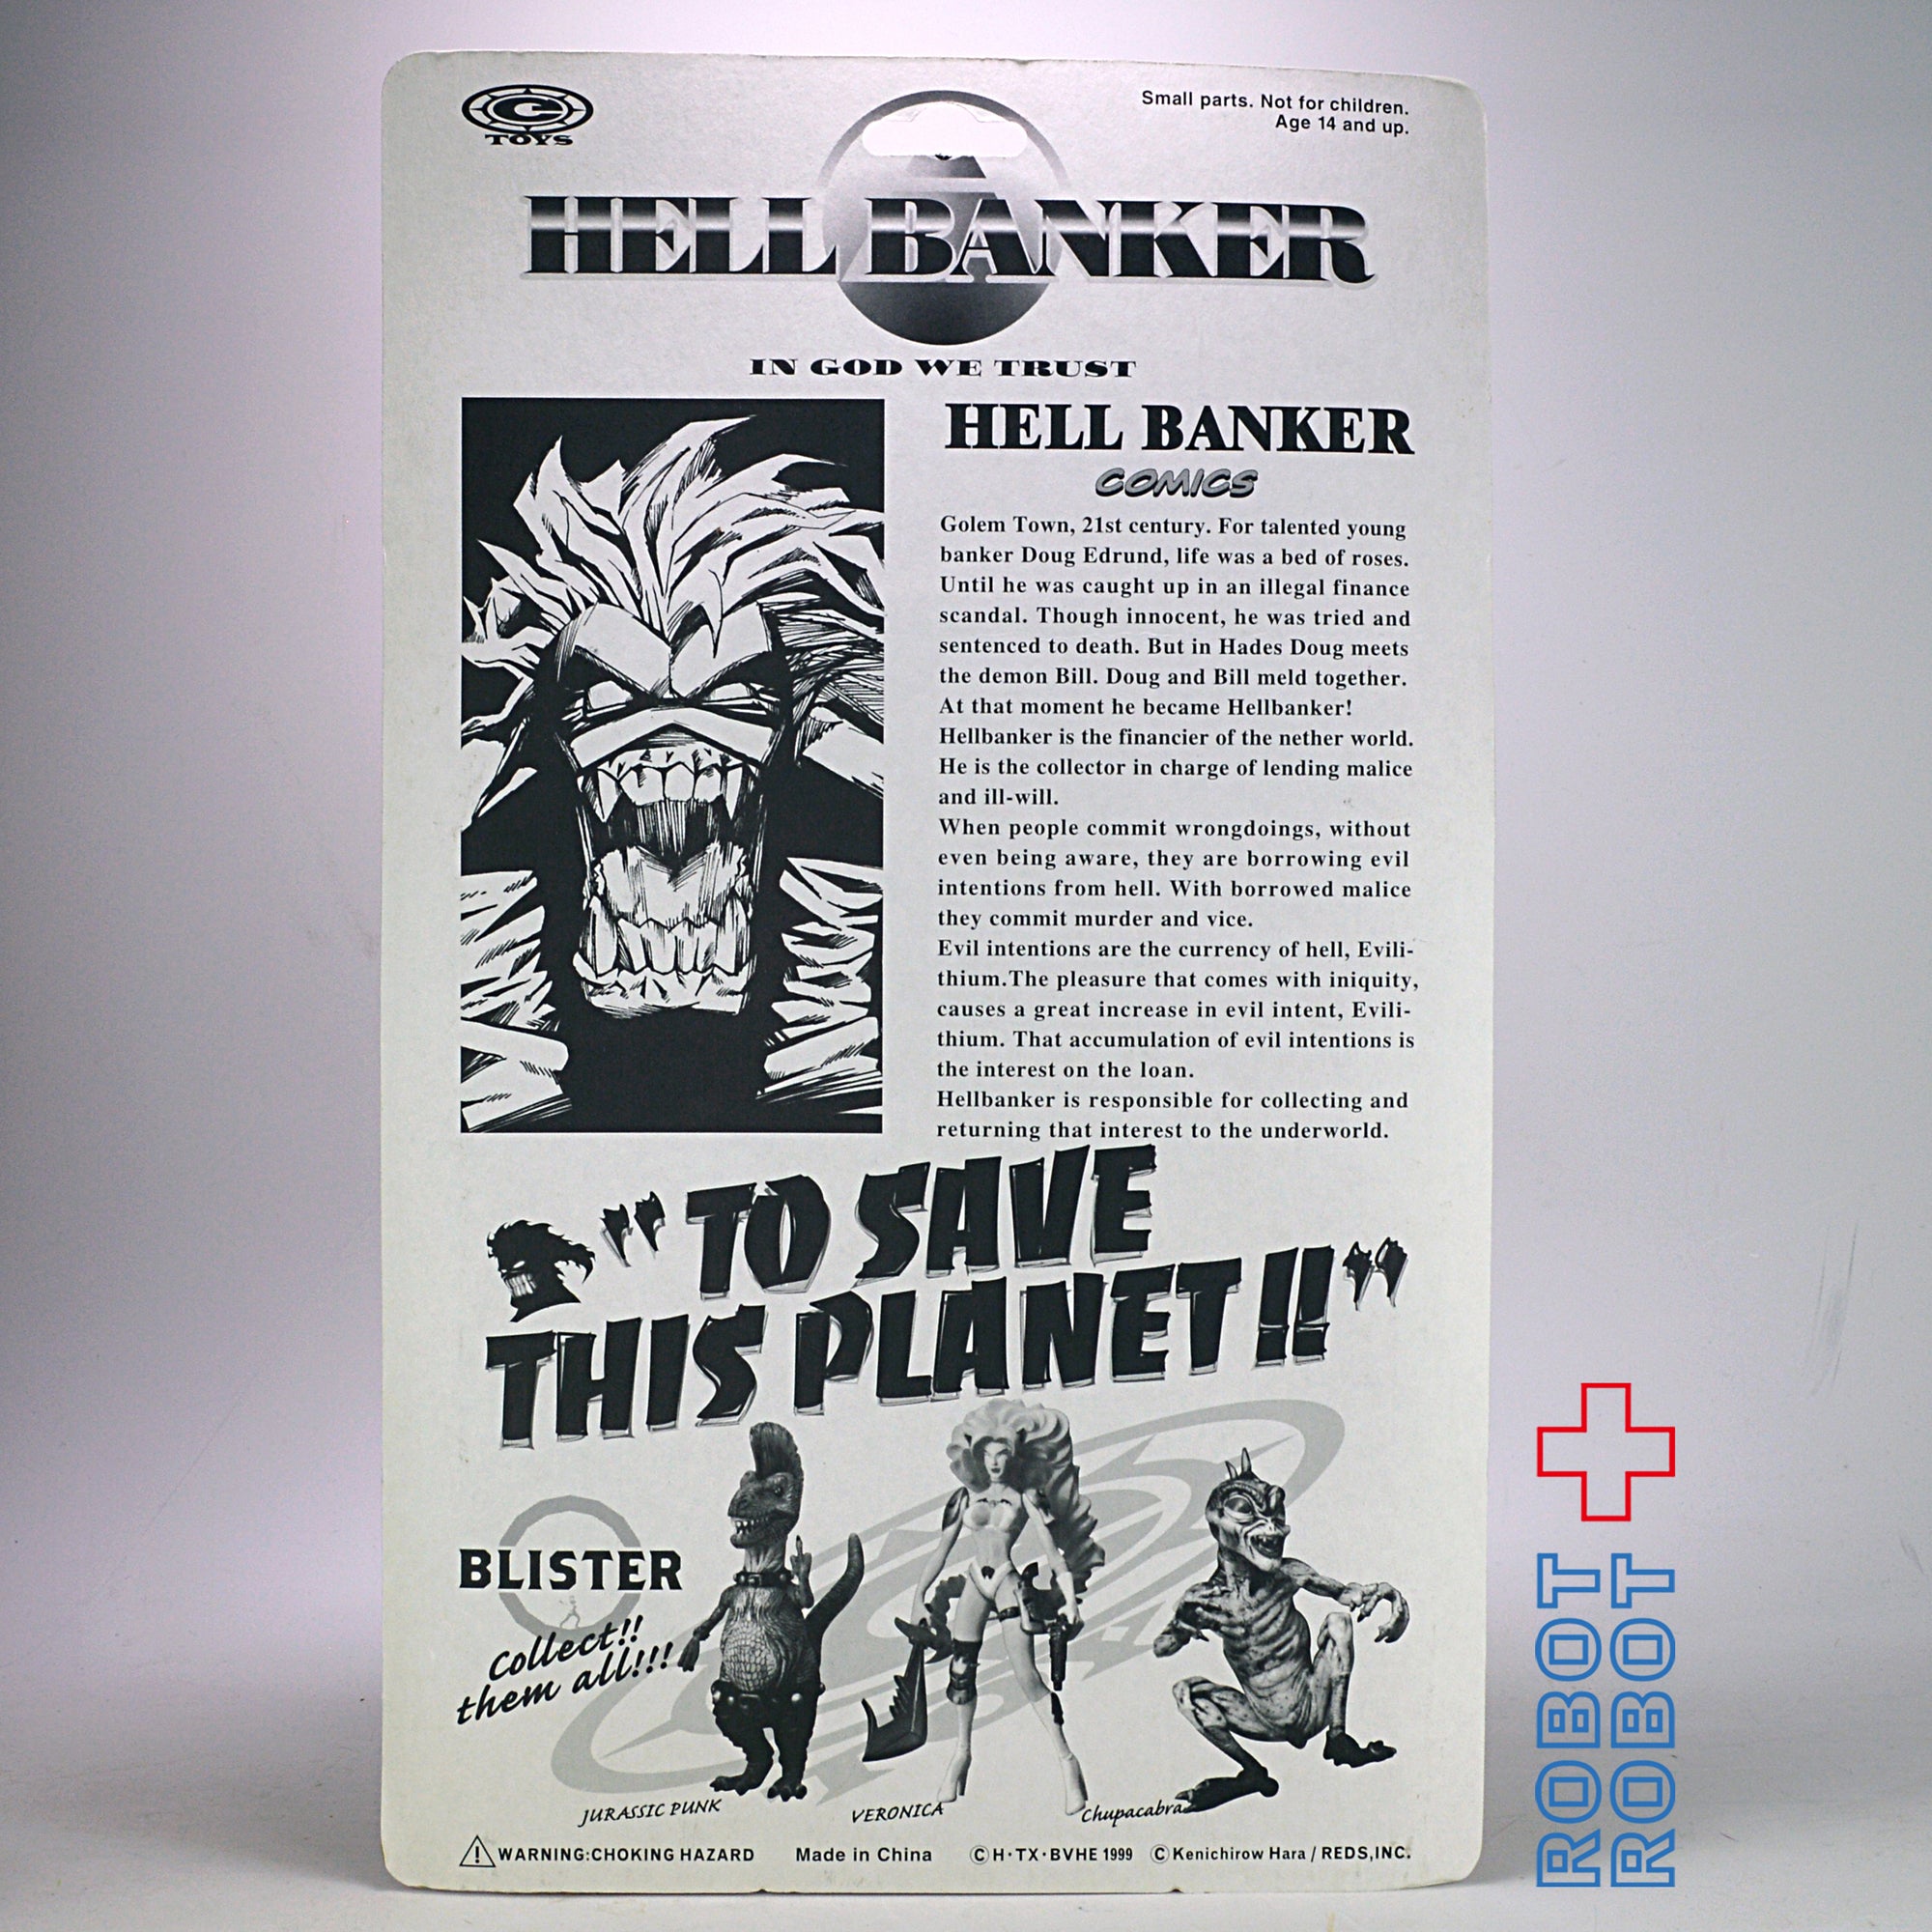 C
TOYS
Small parts. Not for children.
Age 14 and up.
HELL BANKER
IN GOD WE TRUST
HELL BANKER
COMICS
Golem Town, 21st century. For talented young
banker Doug Edrund, life was a bed of roses.
Until he was caught up in an illegal finance
scandal. Though innocent, he was tried and
sentenced to death. But in Hades Doug meets
the demon Bill. Doug and Bill meld together.
At that moment he became Hellbanker!
Hellbanker is the financier of the nether world.
He is the collector in charge of lending malice
and ill-will.
When people commit wrongdoings, without
even being aware, they are borrowing evil
intentions from hell. With borrowed malice
they commit murder and vice.
Evil intentions are the currency of hell, Evili-
thium.The pleasure that comes with iniquity,
causes a great increase in evil intent, Evili-
thium. That accumulation of evil intentions is
the interest on the loan.
Hellbanker is responsible for collecting and
returning that interest to the underworld.
"TO SAVE
THIS PLANET!!"
BLISTER
Collect!!
them all!!!
JURASSIC PUNK
VERONICA
Chupacabra
WARNING:CHOKING HAZARD
Made in China
©H·TX·BVHE 1999
©Kenichirow Hara / REDS,INC.
ROBOT
ROBOT